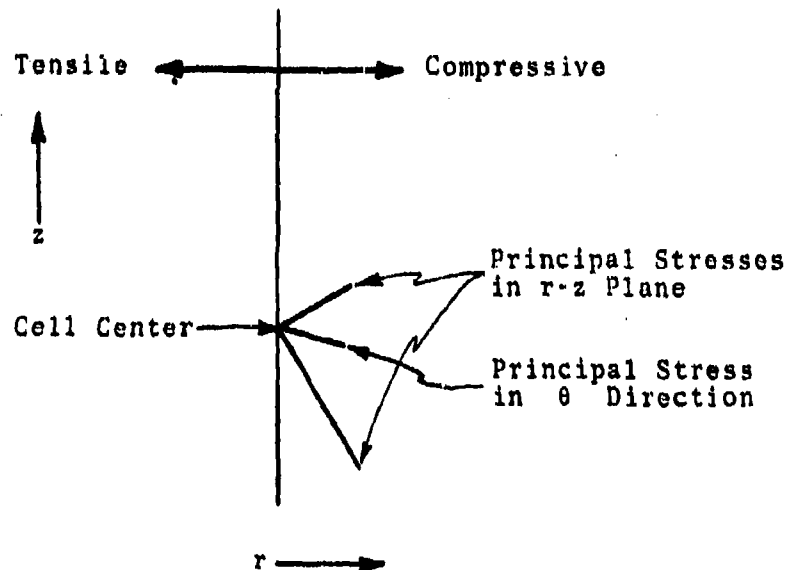 Tensile
Compressive
z
Principal Stresses
in r-z Plane
Cell Center
Principal Stress
in θ Direction
r